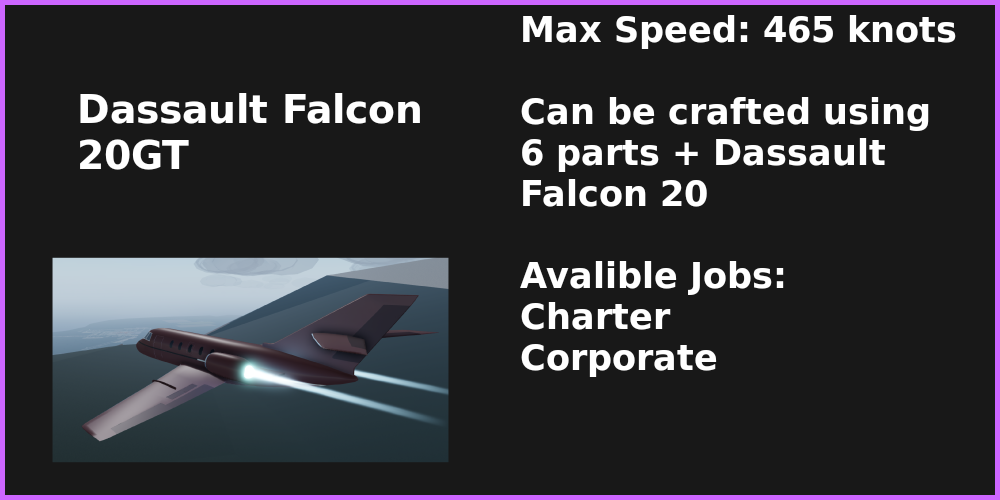 Dassault Falcon
20GT
Max Speed: 465 knots
Can be crafted using
6 parts + Dassault
Falcon 20
Avalible Jobs:
Charter
Corporate